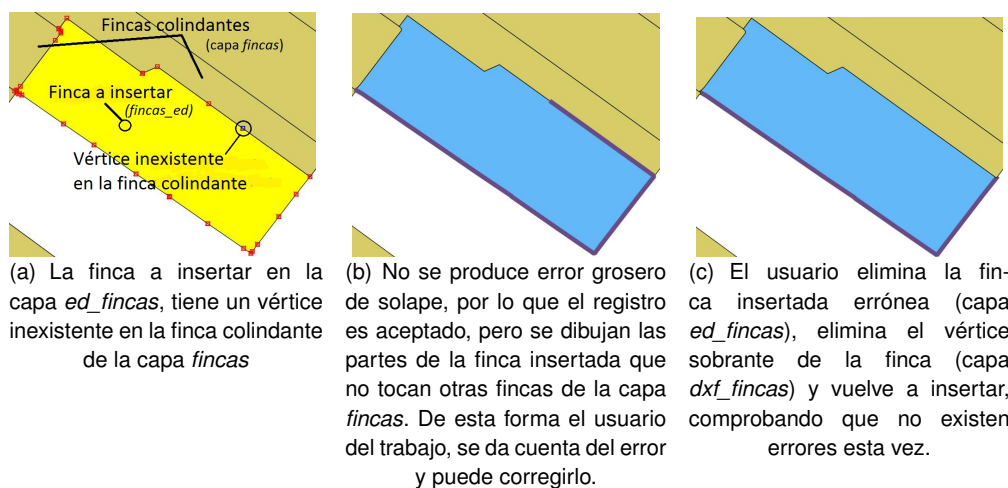 Fincas colindantes
(capa fincas)
Finca a insertar
(fincas_ed)
Vértice inexistente
en la finca colindante
(a) La finca a insertar en la
capa ed_fincas, tiene un vértice
inexistente en la finca colindante
de la capa fincas
(b) No se produce error grosero
de solape, por lo que el registro
es aceptado, pero se dibujan las
partes de la finca insertada que
no tocan otras fincas de la capa
fincas. De esta forma el usuario
del trabajo, se da cuenta del error
y puede corregirlo.
(c) El usuario elimina la fin-
ca insertada errónea (capa
ed_fincas), elimina el vértice
sobrante de la finca (capa
dxf_fincas) y vuelve a insertar,
comprobando que no existen
errores esta vez.